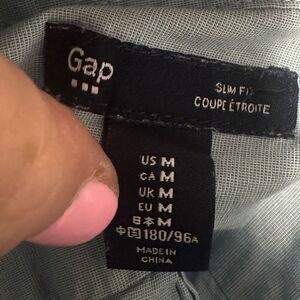 Gap
SLIM FIT
COUPE ÉTROITE
US M
CA M
UK M
EU M
日本 M
中国 180/96A
MADE IN
CHINA